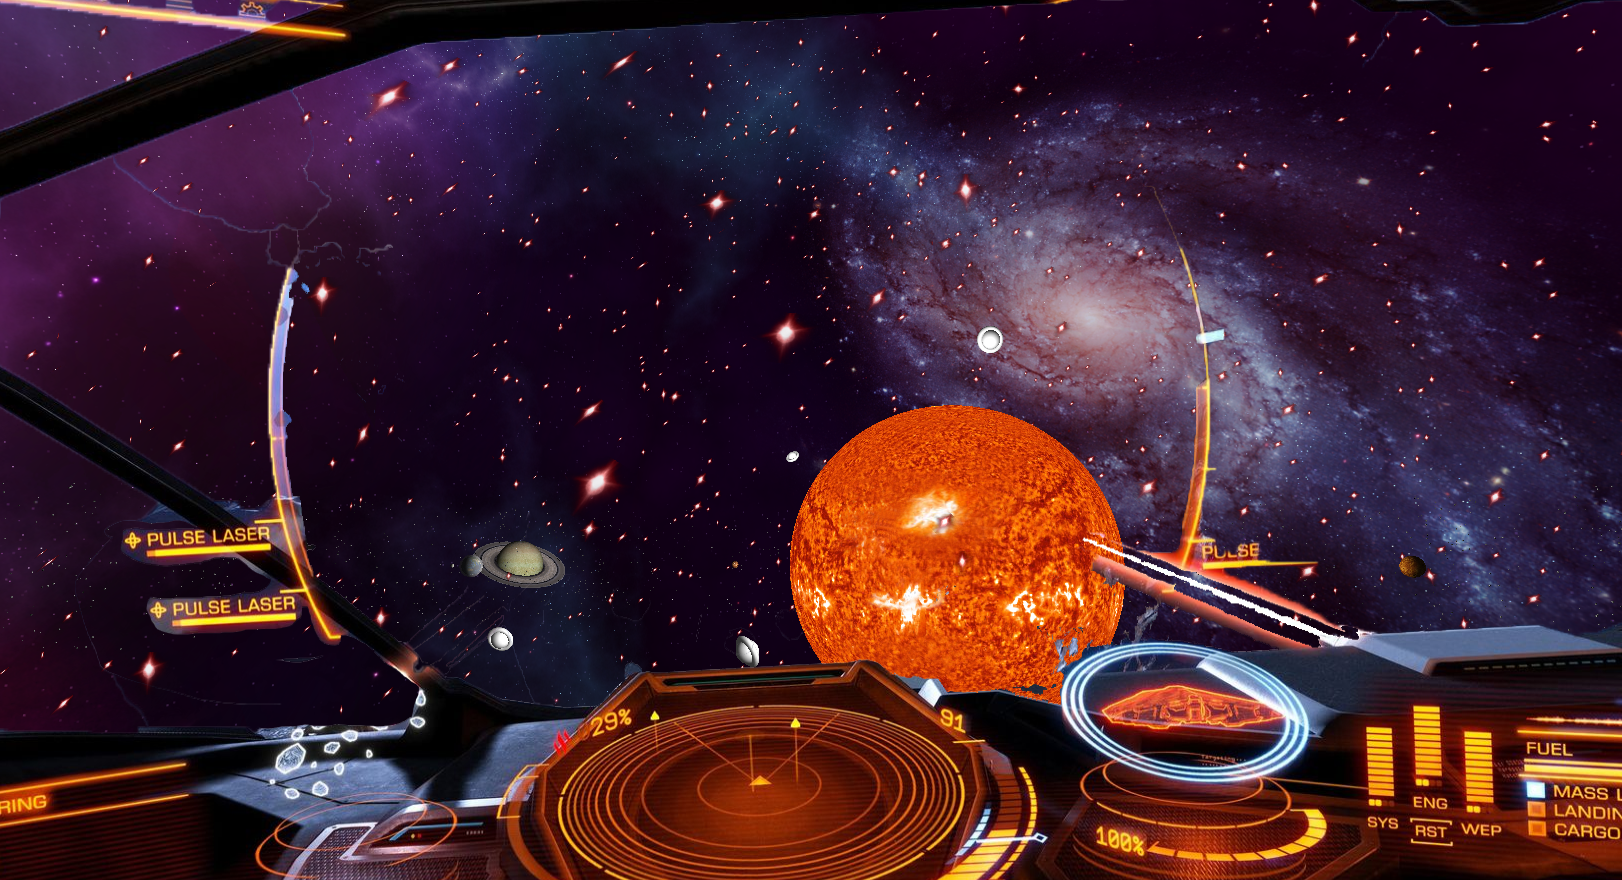 PULSE LASER
PULSE LASER
PULSE
29%
91
RING
100%
SYS
ENG
RST
WEP
FUEL
MASS L
LANDIN
CARGO